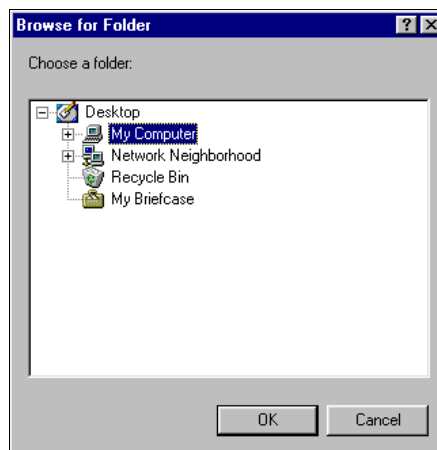 Browse for Folder
Choose a folder:
Desktop
My Computer
Network Neighborhood
Recycle Bin
My Briefcase
OK Cancel